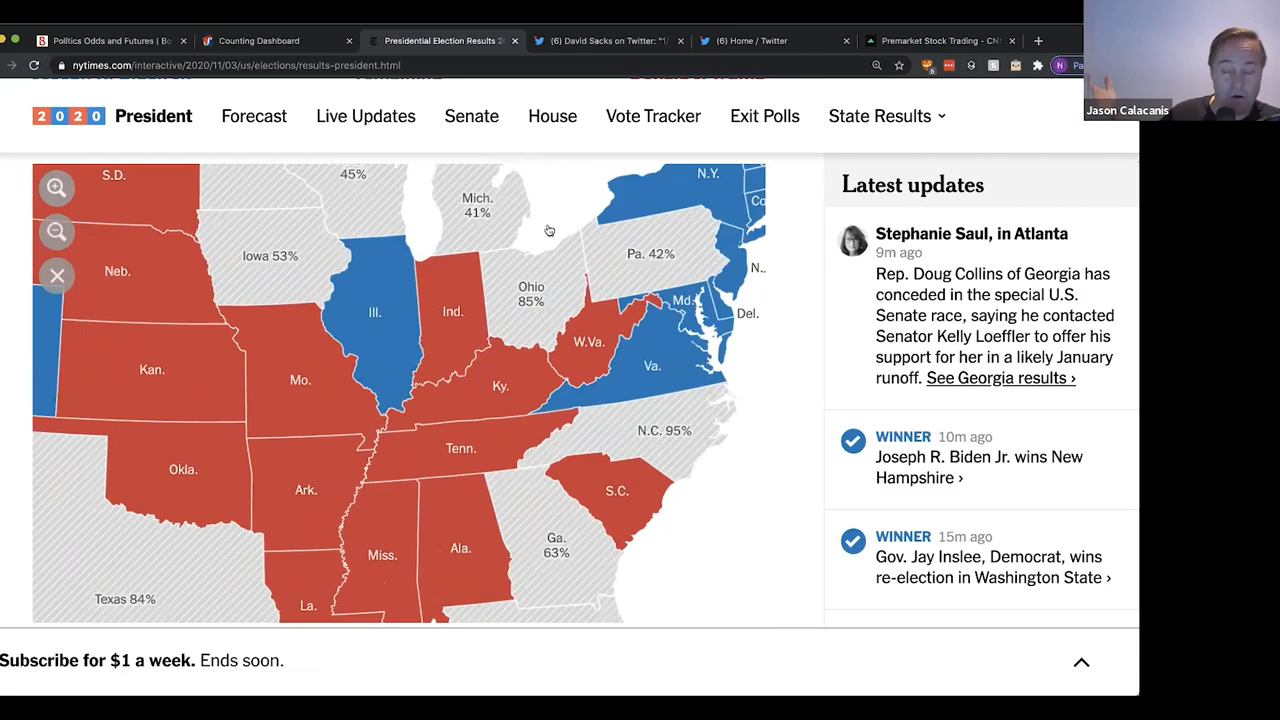 Politics Odds and Futures | Bo
Counting Dashboard
Presidential Election Results 20
(6) David Sacks on Twitter: "1/
(6) Home / Twitter
Premarket Stock Trading - CN
nytimes.com/interactive/2020/11/03/us/elections/results-president.html
N
Pa
Jason Calacanis
2020 President
Forecast
Live Updates
Senate
House
Vote Tracker
Exit Polls
State Results
S.D.
45%
Mich.
41%
N.Y.
Co
Neb.
Iowa 53%
Ohio
85%
Pa. 42%
N..
Ill.
Ind.
Md.
Del.
Kan.
Mo.
W.Va.
Va.
Ky.
N.C. 95%
Okla.
Ark.
Tenn.
S.C.
Miss.
Ala.
Ga.
63%
Texas 84%
La.
Latest updates
Stephanie Saul, in Atlanta
9m ago
Rep. Doug Collins of Georgia has
conceded in the special U.S.
Senate race, saying he contacted
Senator Kelly Loeffler to offer his
support for her in a likely January
runoff. See Georgia results ›
WINNER 10m ago
Joseph R. Biden Jr. wins New
Hampshire ›
WINNER 15m ago
Gov. Jay Inslee, Democrat, wins
re-election in Washington State ›
Subscribe for $1 a week. Ends soon.